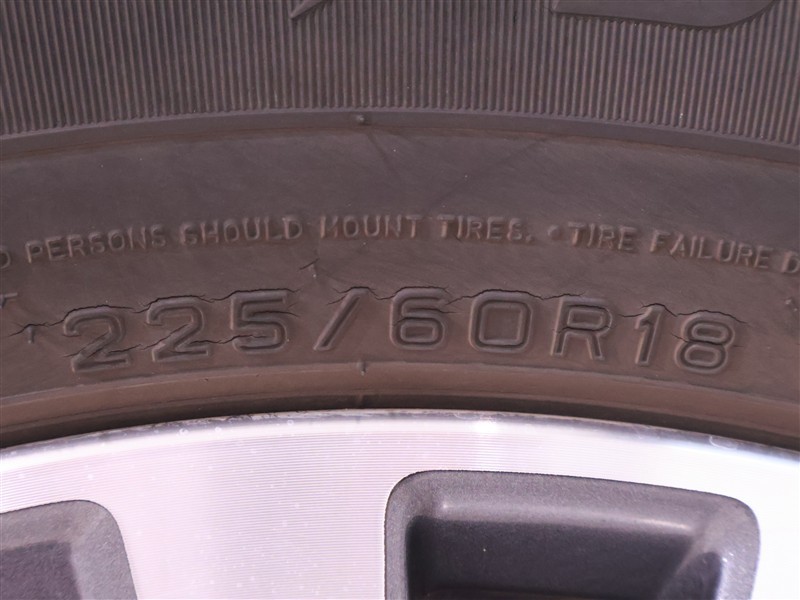 PERSONS SHOULD MOUNT TIRES. • TIRE FAILURE D
225/60R18